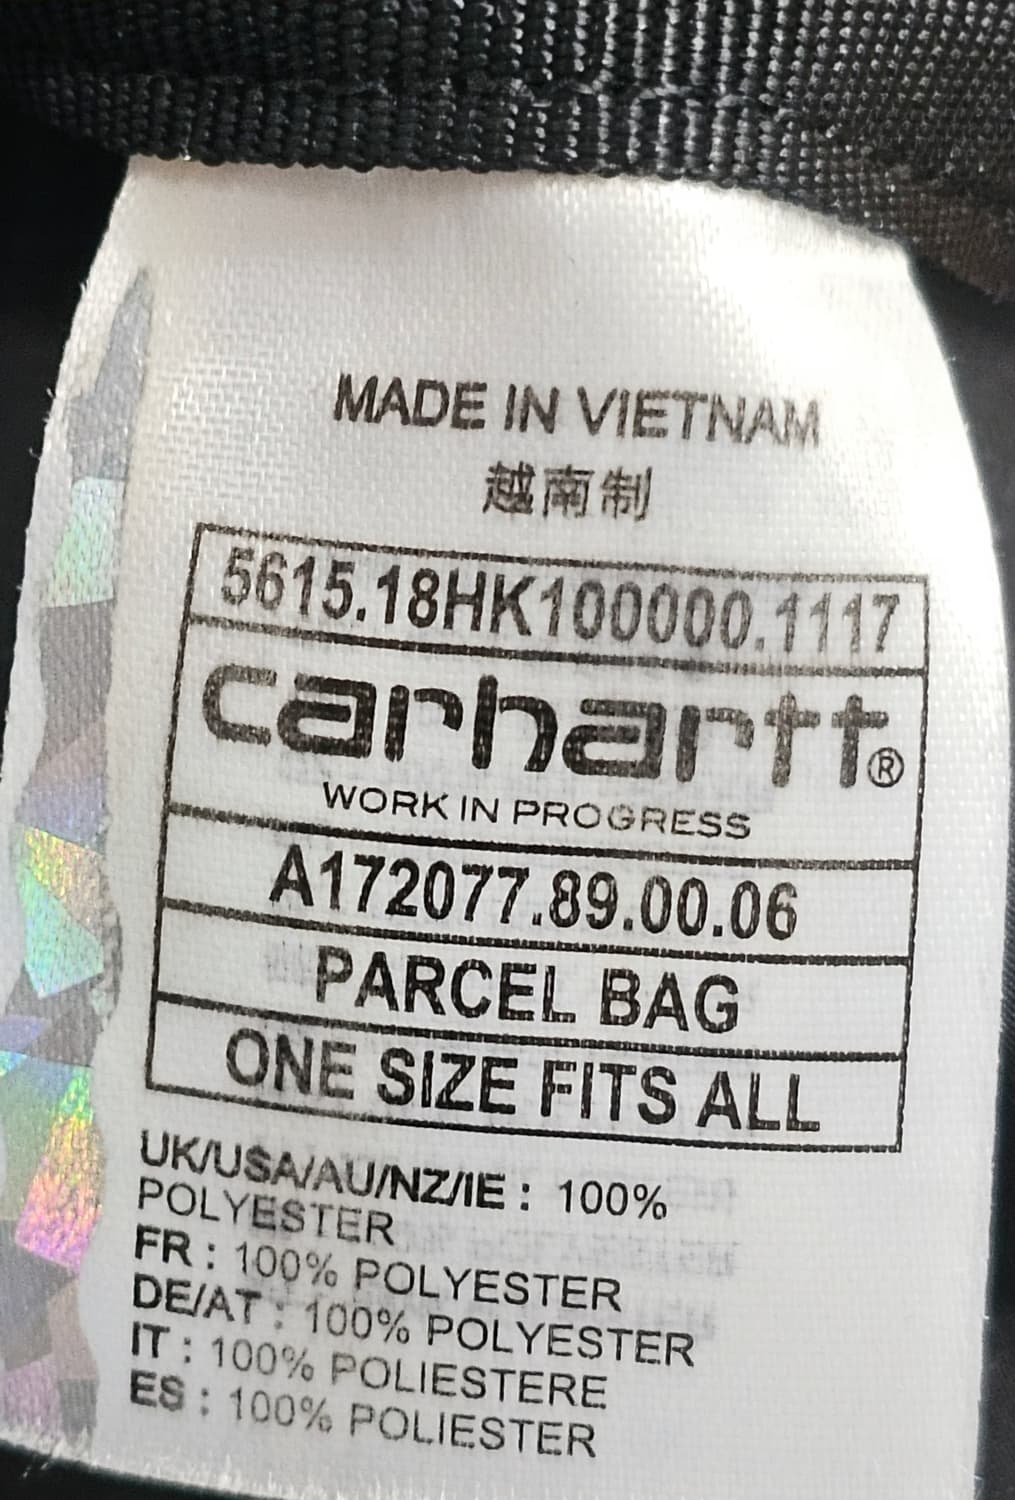 MADE IN VIETNAM
越南制
5615.18HK100000.1117
carhartt®
WORK IN PROGRESS
A172077.89.00.06
PARCEL BAG
ONE SIZE FITS ALL
UK/USA/AU/NZ/IE : 100%
POLYESTER
FR : 100% POLYESTER
DE/AT : 100% POLYESTER
IT : 100% POLIESTERE
ES : 100% POLIESTER